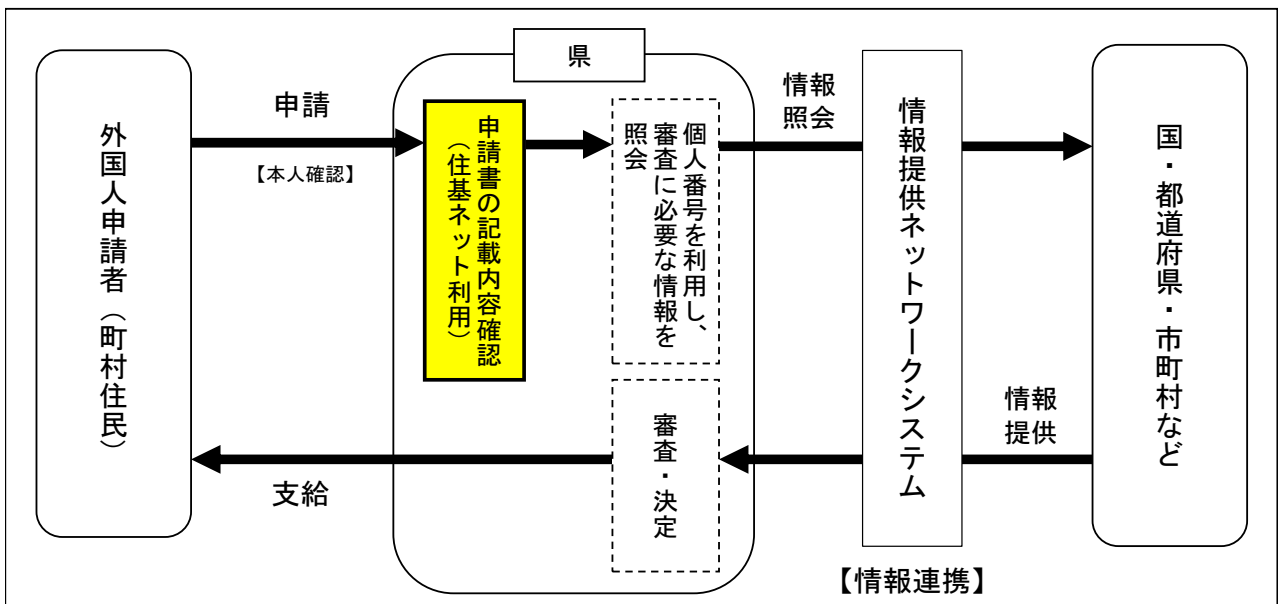 県
外国人申請者（町村住民）
申請
【本人確認】
申請書の記載内容確認
（住基ネット利用）
個人番号を利用し、
審査に必要な情報を
照会
情報
照会
情報提供ネットワークシステム
国・都道府県・市町村など
情報
提供
審査・決定
支給
【情報連携】